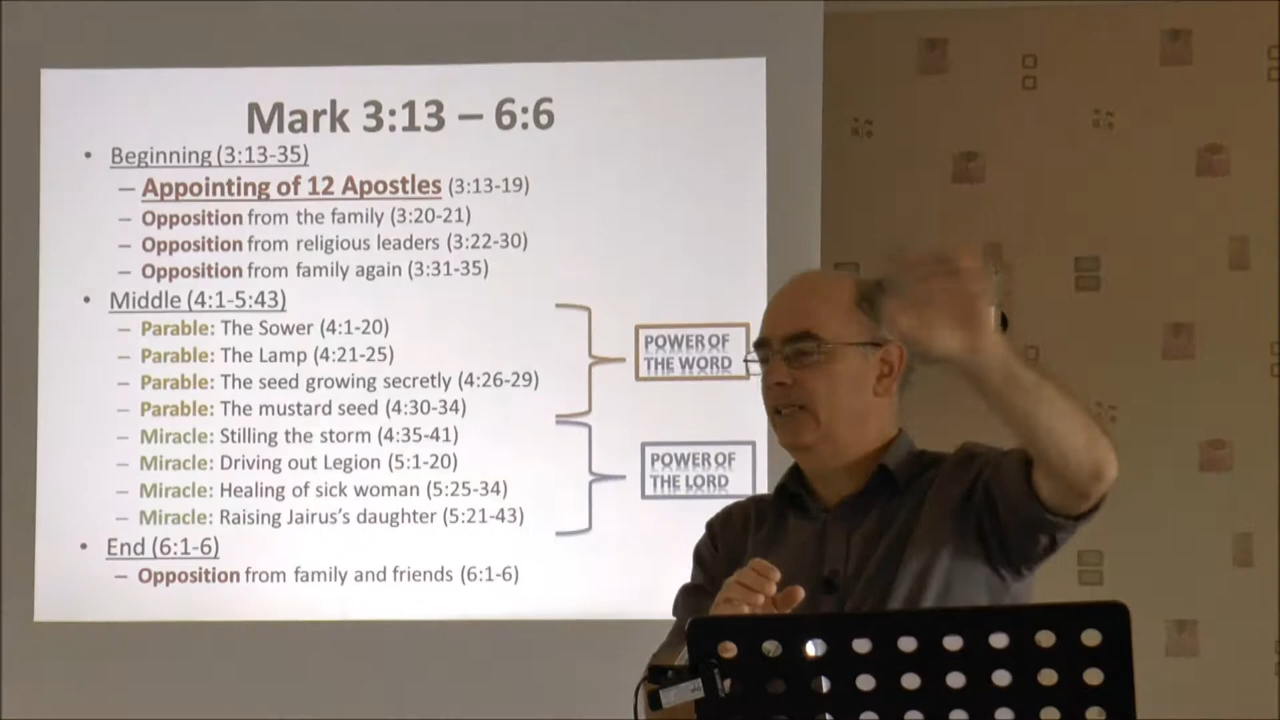 Mark 3:13 – 6:6
• Beginning (3:13-35)
– Appointing of 12 Apostles (3:13-19)
– Opposition from the family (3:20-21)
– Opposition from religious leaders (3:22-30)
– Opposition from family again (3:31-35)
• Middle (4:1-5:43)
– Parable: The Sower (4:1-20)
– Parable: The Lamp (4:21-25)
– Parable: The seed growing secretly (4:26-29)
– Parable: The mustard seed (4:30-34)
POWER OF
THE WORD
– Miracle: Stilling the storm (4:35-41)
– Miracle: Driving out Legion (5:1-20)
– Miracle: Healing of sick woman (5:25-34)
– Miracle: Raising Jairus's daughter (5:21-43)
POWER OF
THE LORD
• End (6:1-6)
– Opposition from family and friends (6:1-6)